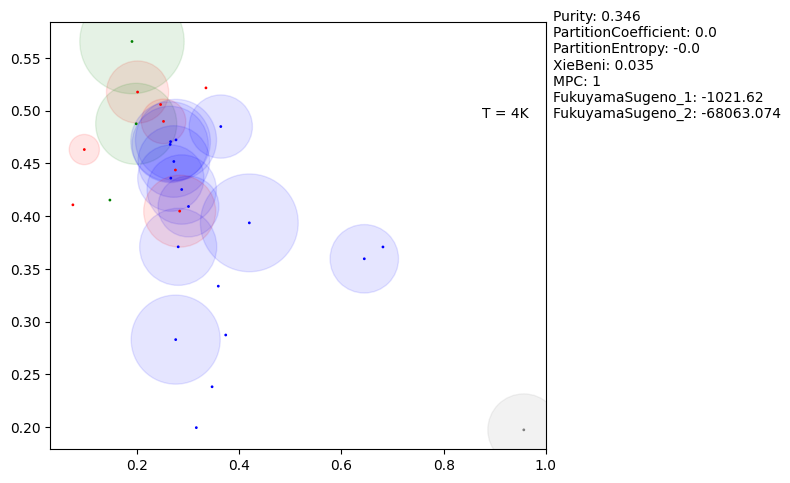 Purity: 0.346
PartitionCoefficient: 0.0
PartitionEntropy: -0.0
XieBeni: 0.035
MPC: 1
FukuyamaSugeno_1: -1021.62
FukuyamaSugeno_2: -68063.074
T = 4K
0.55
0.50
0.45
0.40
0.35
0.30
0.25
0.20
0.2 0.4 0.6 0.8 1.0